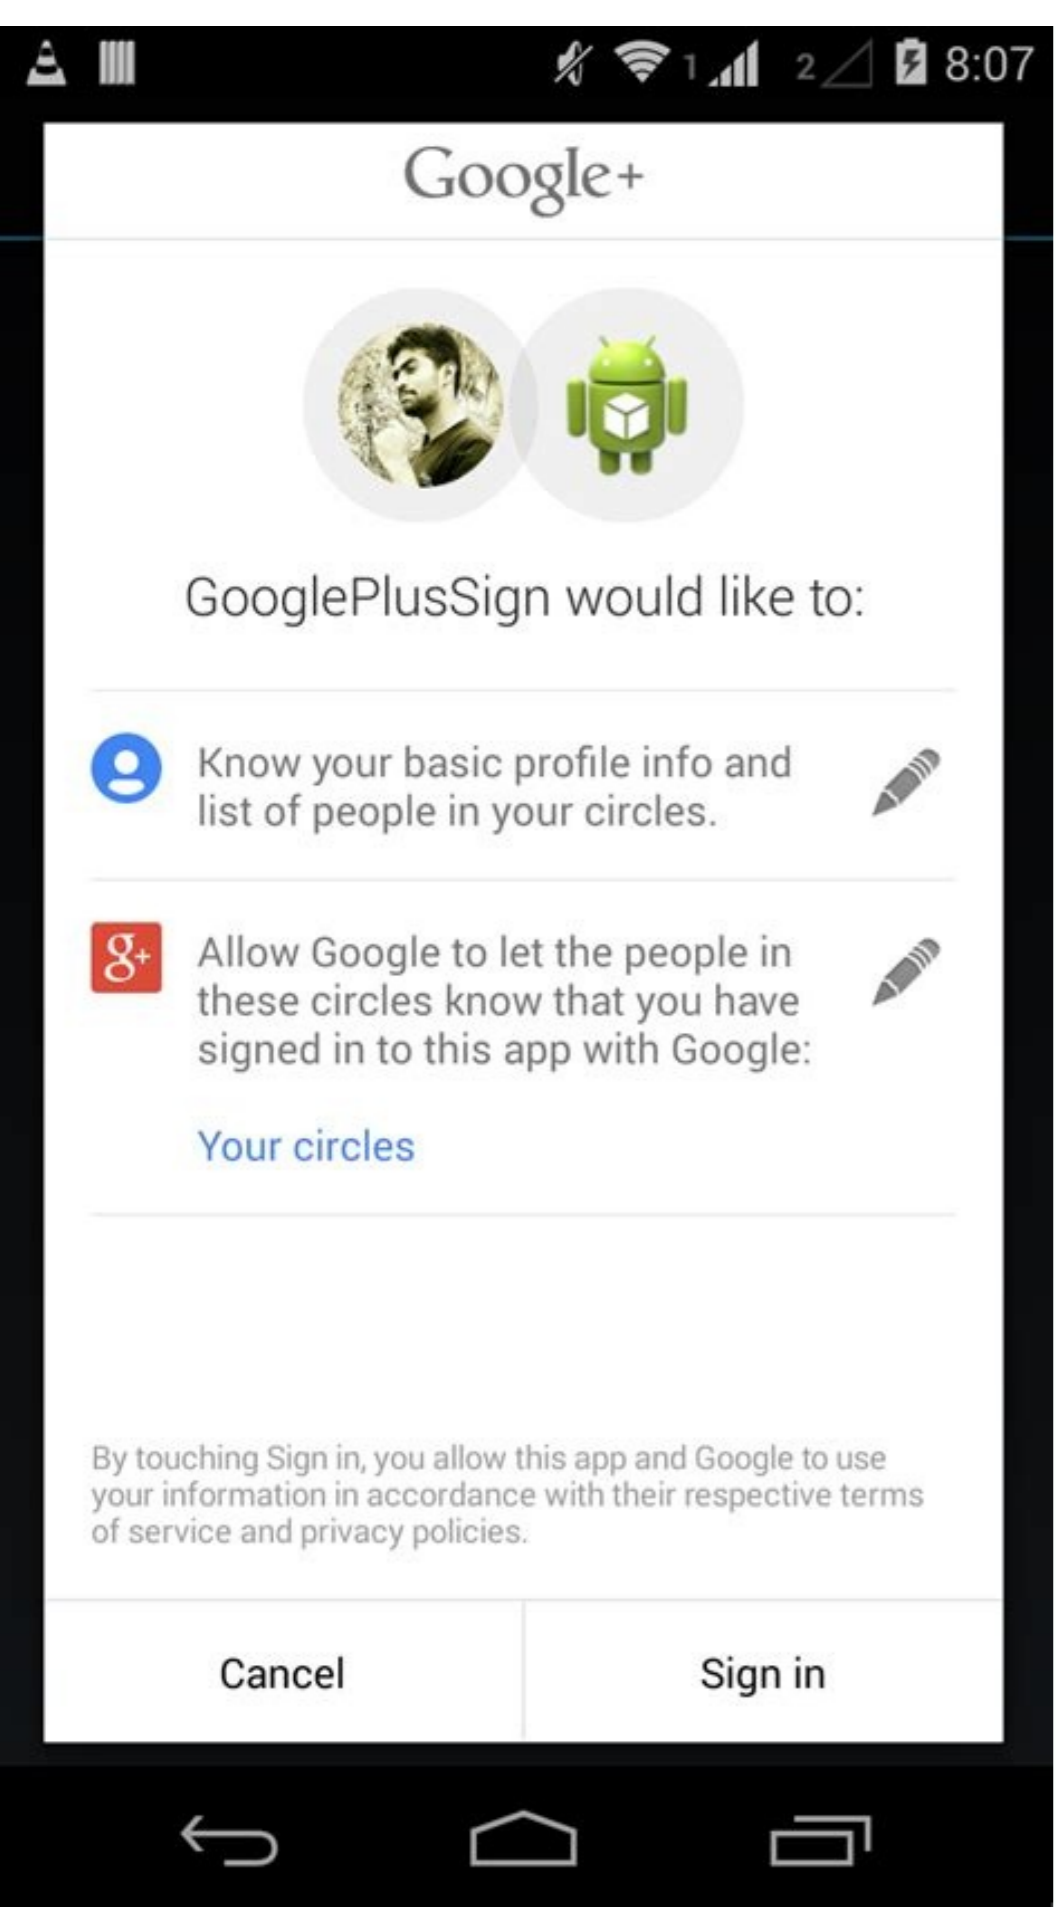 1 2 8:07
Google+
GooglePlusSign would like to:
Know your basic profile info and
list of people in your circles.
g+
Allow Google to let the people in
these circles know that you have
signed in to this app with Google:
Your circles
By touching Sign in, you allow this app and Google to use
your information in accordance with their respective terms
of service and privacy policies.
Cancel Sign in